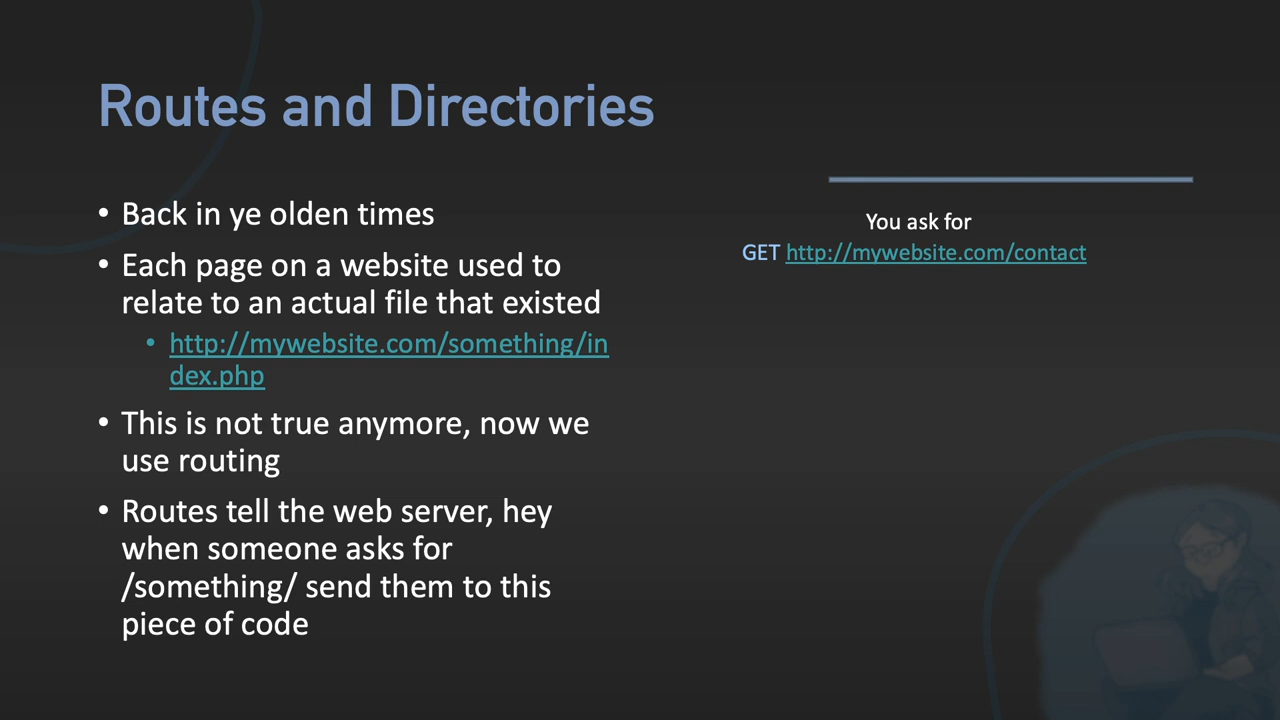 Routes and Directories
• Back in ye olden times
• Each page on a website used to
relate to an actual file that existed
• http://mywebsite.com/something/in
dex.php
• This is not true anymore, now we
use routing
• Routes tell the web server, hey
when someone asks for
/something/ send them to this
piece of code
You ask for
GET http://mywebsite.com/contact